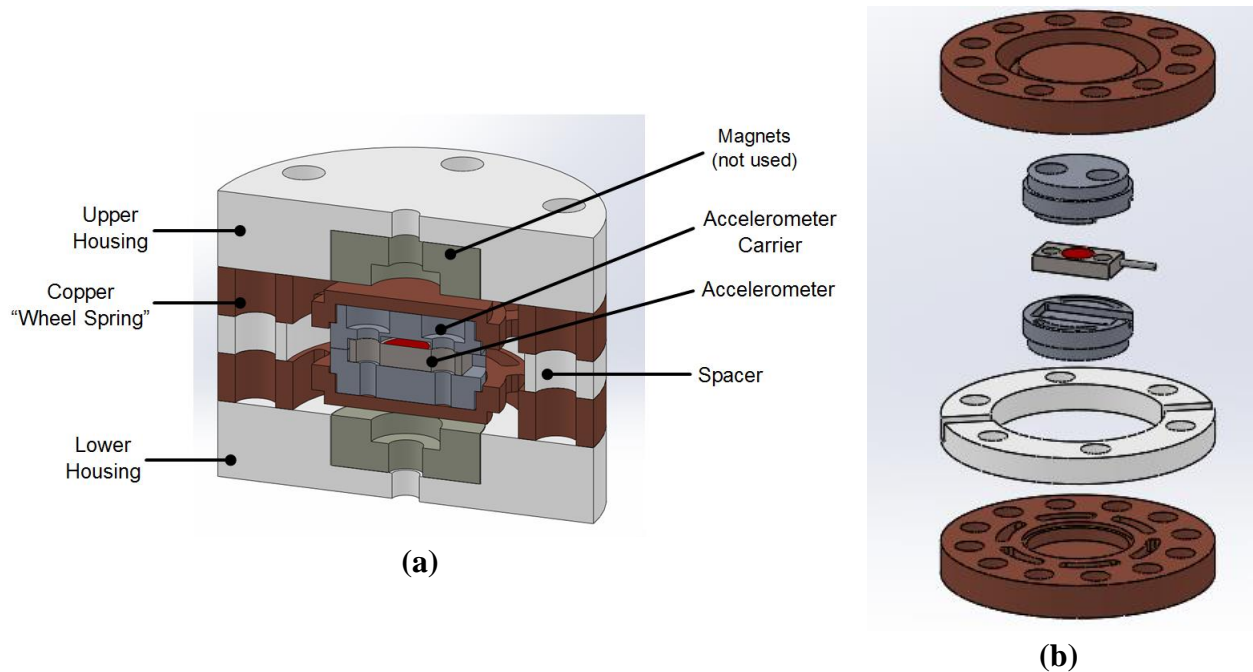 Magnets
(not used)
Upper
Housing
Accelerometer
Carrier
Copper
“Wheel Spring”
Accelerometer
Spacer
Lower
Housing
(a)
(b)